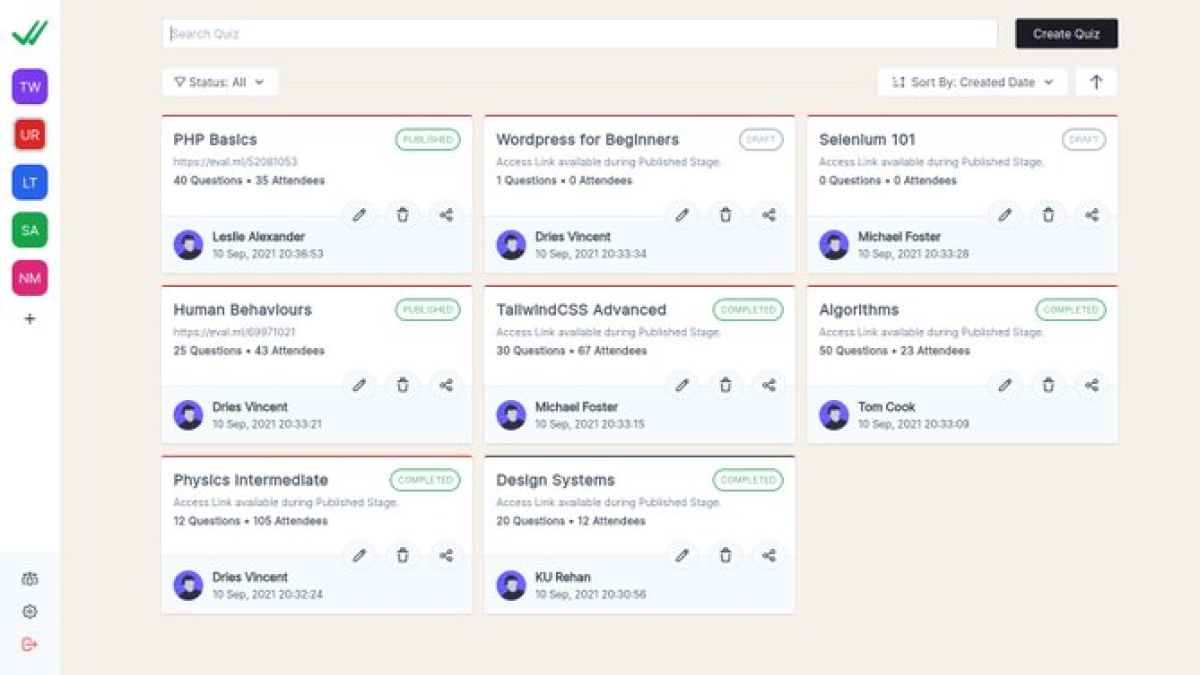 Search Quiz
Create Quiz
Status: All
Sort By: Created Date
TW
UR
LT
SA
NM
+
PHP Basics
PUBLISHED
https://eval.ml/52081053
40 Questions • 35 Attendees
Leslie Alexander
10 Sep, 2021 20:36:53
Wordpress for Beginners
DRAFT
Access Link available during Published Stage.
1 Questions • 0 Attendees
Dries Vincent
10 Sep, 2021 20:33:34
Selenium 101
DRAFT
Access Link available during Published Stage.
0 Questions • 0 Attendees
Michael Foster
10 Sep, 2021 20:33:28
Human Behaviours
PUBLISHED
https://eval.ml/69971021
25 Questions • 43 Attendees
Dries Vincent
10 Sep, 2021 20:33:21
TailwindCSS Advanced
COMPLETED
Access Link available during Published Stage.
30 Questions • 67 Attendees
Michael Foster
10 Sep, 2021 20:33:15
Algorithms
COMPLETED
Access Link available during Published Stage.
50 Questions • 23 Attendees
Tom Cook
10 Sep, 2021 20:33:09
Physics Intermediate
COMPLETED
Access Link available during Published Stage.
12 Questions • 105 Attendees
Dries Vincent
10 Sep, 2021 20:32:24
Design Systems
COMPLETED
Access Link available during Published Stage.
20 Questions • 12 Attendees
KU Rehan
10 Sep, 2021 20:30:56